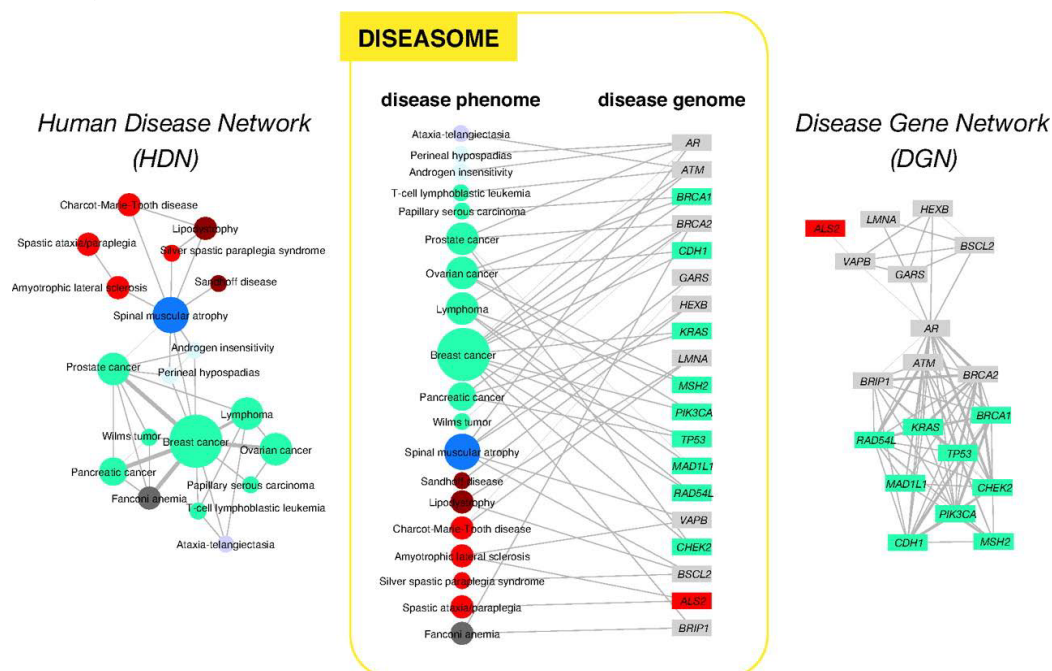 DISEASOME
disease phenome
disease genome
Human Disease Network
(HDN)
Disease Gene Network
(DGN)
Charcot-Marie-Tooth disease
Lipodystrophy
Spastic ataxia/paraplegia
Silver spastic paraplegia syndrome
Sandhoff disease
Amyotrophic lateral sclerosis
Spinal muscular atrophy
Androgen insensitivity
Prostate cancer
Perineal hypospadias
Lymphoma
Wilms tumor
Breast cancer
Ovarian cancer
Pancreatic cancer
Papillary serous carcinoma
Fanconi anemia
T-cell lymphoblastic leukemia
Ataxia-telangiectasia
Ataxia-telangiectasia
Perineal hypospadias
Androgen insensitivity
T-cell lymphoblastic leukemia
Papillary serous carcinoma
Prostate cancer
Ovarian cancer
Lymphoma
Breast cancer
Pancreatic cancer
Wilms tumor
Spinal muscular atrophy
Sandhoff disease
Lipodystrophy
Charcot-Marie-Tooth disease
Amyotrophic lateral sclerosis
Silver spastic paraplegia syndrome
Spastic ataxia/paraplegia
Fanconi anemia
AR
ATM
BRCA1
BRCA2
CDH1
GARS
HEXB
KRAS
LMNA
MSH2
PIK3CA
TP53
MAD1L1
RAD54L
VAPB
CHEK2
BSCL2
ALS2
BRIP1
HEXB
LMNA
ALS2
BSCL2
VAPB
GARS
AR
ATM
BRIP1
BRCA2
BRCA1
KRAS
RAD54L
TP53
MAD1L1
CHEK2
PIK3CA
CDH1
MSH2